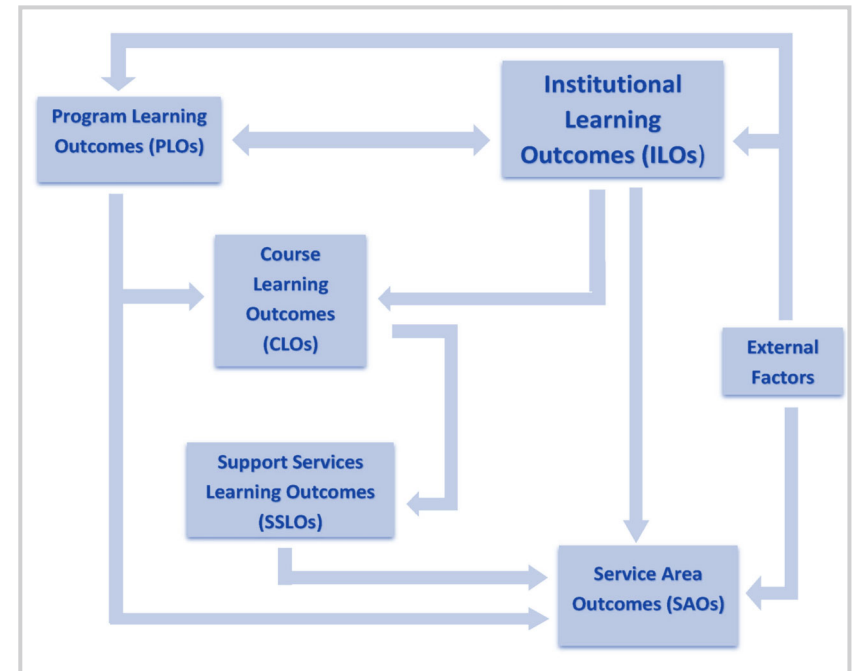 Program Learning
Outcomes (PLOs)
Institutional
Learning
Outcomes (ILOs)
Course
Learning
Outcomes
(CLOs)
External
Factors
Support Services
Learning Outcomes
(SSLOs)
Service Area
Outcomes (SAOs)